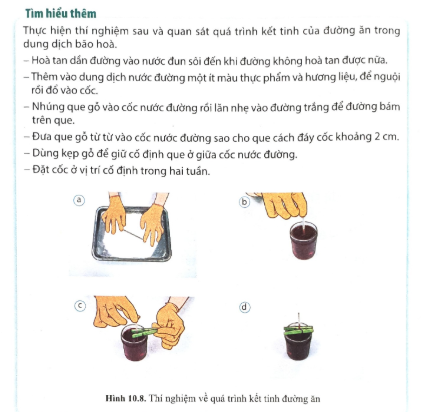 Tìm hiểu thêm
Thực hiện thí nghiệm sau và quan sát quá trình kết tinh của đường ăn trong
dung dịch bão hoà.
– Hoà tan dần đường vào nước đun sôi đến khi đường không hoà tan được nữa.
– Thêm vào dung dịch nước đường một ít màu thực phẩm và hương liệu, để nguội
rồi đổ vào cốc.
– Nhúng que gỗ vào cốc nước đường rồi lăn nhẹ vào đường trắng để đường bám
trên que.
– Đưa que gỗ từ từ vào cốc nước đường sao cho que cách đáy cốc khoảng 2 cm.
– Dùng kẹp gỗ để giữ cố định que ở giữa cốc nước đường.
– Đặt cốc ở vị trí cố định trong hai tuần.
a
b
c
d
Hình 10.8. Thí nghiệm về quá trình kết tinh đường ăn